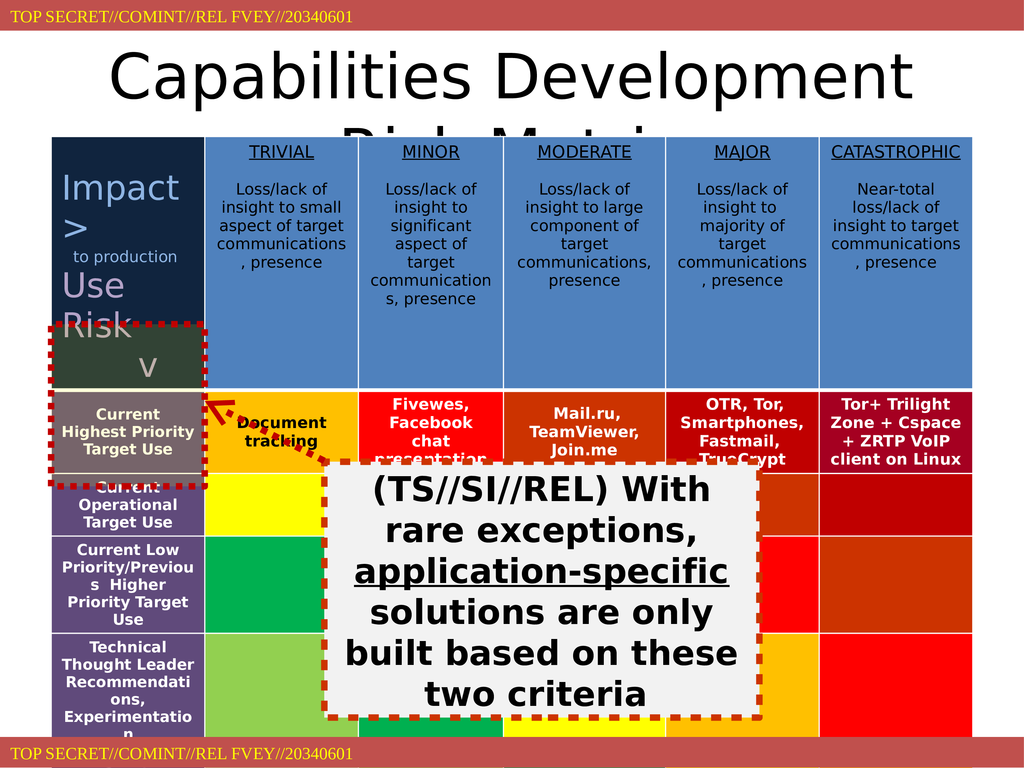 TOP SECRET//COMINT//REL FVEY//20340601
Capabilities Development
Risk Matrix
Impact
>
to production
Use
Risk
v
TRIVIAL
Loss/lack of
insight to small
aspect of target
communications
, presence
MINOR
Loss/lack of
insight to
significant
aspect of
target
communication
s, presence
MODERATE
Loss/lack of
insight to large
component of
target
communications,
presence
MAJOR
Loss/lack of
insight to
majority of
target
communications
, presence
CATASTROPHIC
Near-total
loss/lack of
insight to target
communications
, presence
Current
Highest Priority
Target Use
Document
tracking
Fivewes,
Facebook
chat
presentation
Mail.ru,
TeamViewer,
Join.me
OTR, Tor,
Smartphones,
Fastmail,
TrueCrypt
Tor+ Trilight
Zone + Cspace
+ ZRTP VoIP
client on Linux
Current
Operational
Target Use
Current Low
Priority/Previou
s Higher
Priority Target
Use
Technical
Thought Leader
Recommendati
ons,
Experimentatio
n
(TS//SI//REL) With
rare exceptions,
application-specific
solutions are only
built based on these
two criteria
TOP SECRET//COMINT//REL FVEY//20340601